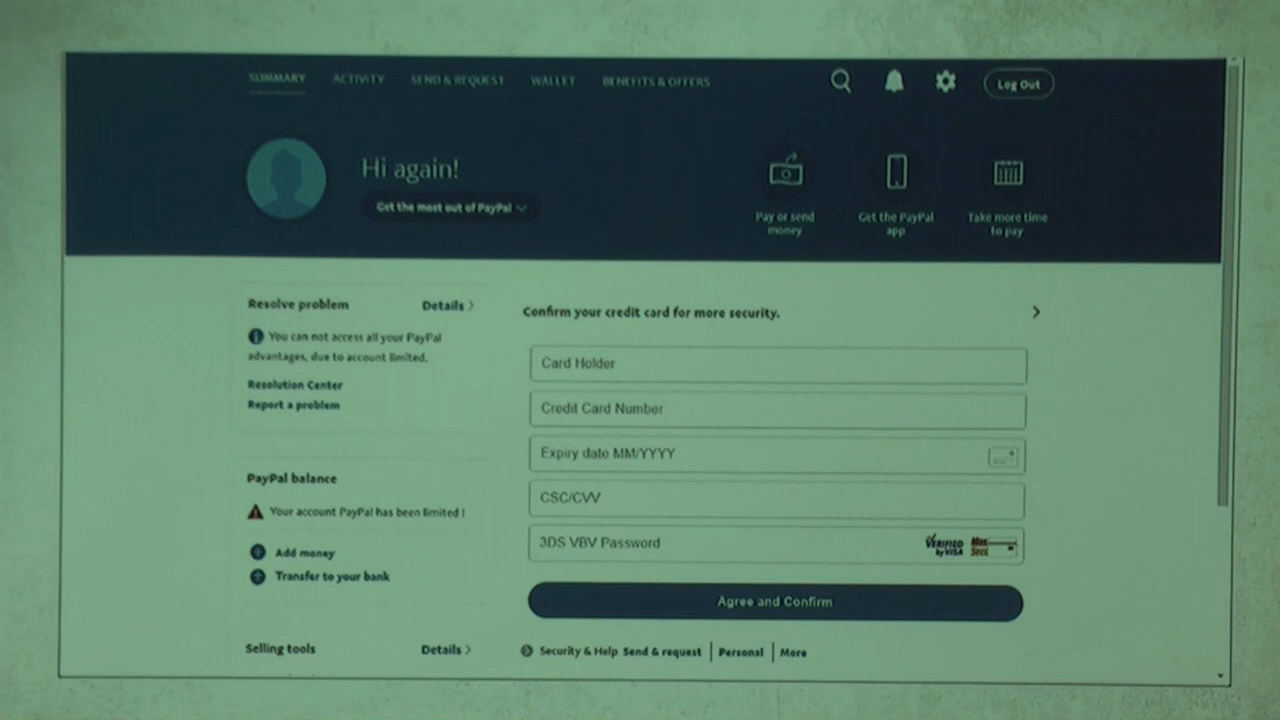 SUMMARY ACTIVITY SEND & REQUEST WALLET BENEFITS & OFFERS Log Out
Hi again!
Get the most out of PayPal
Pay or send
money
Get the PayPal
app
Take more time
to pay
Resolve problem Details
You can not access all your PayPal
advantages, due to account limited.
Resolution Center
Report a problem
PayPal balance
Your account PayPal has been limited !
Add money
Transfer to your bank
Selling tools Details
Confirm your credit card for more security.
Card Holder
Credit Card Number
Expiry date MM/YYYY
CSC/CVV
3DS VBV Password VERIFIED
by VISA
Agree and Confirm
Security & Help Send & request Personal More